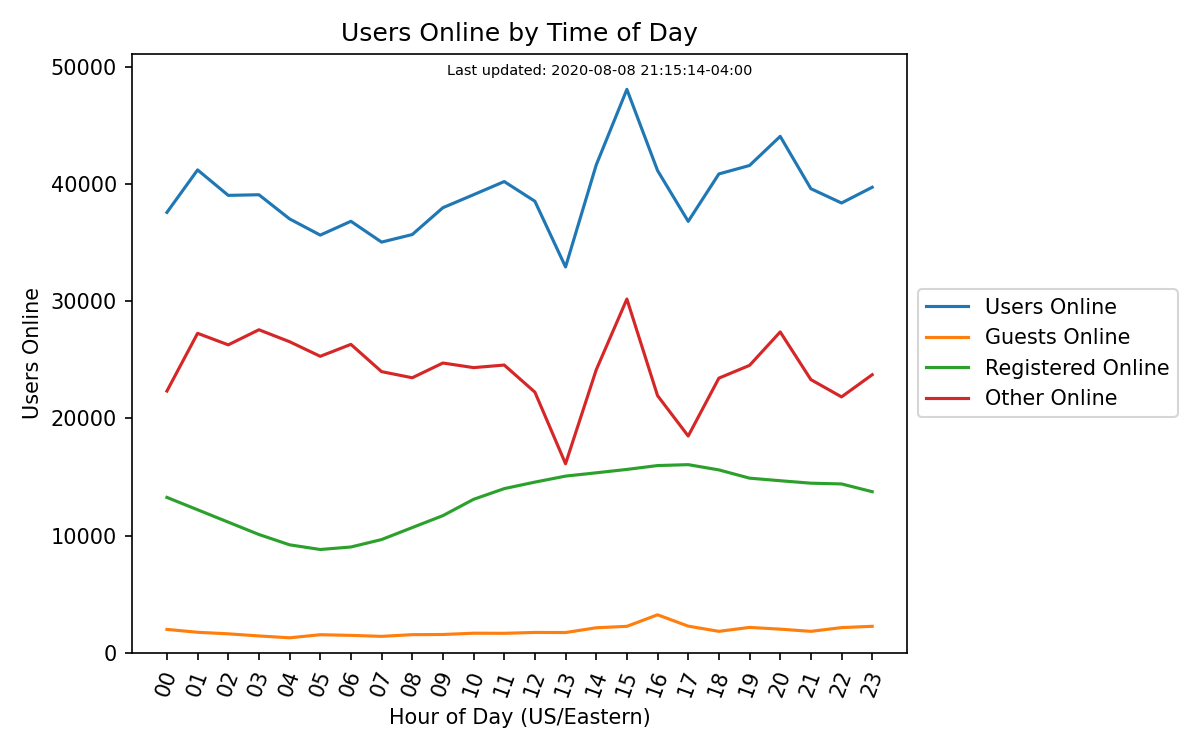 Users Online by Time of Day
Last updated: 2020-08-08 21:15:14-04:00
50000
40000
30000
20000
10000
0
Users Online
Users Online
Guests Online
Registered Online
Other Online
00 01 02 03 04 05 06 07 08 09 10 11 12 13 14 15 16 17 18 19 20 21 22 23
Hour of Day (US/Eastern)